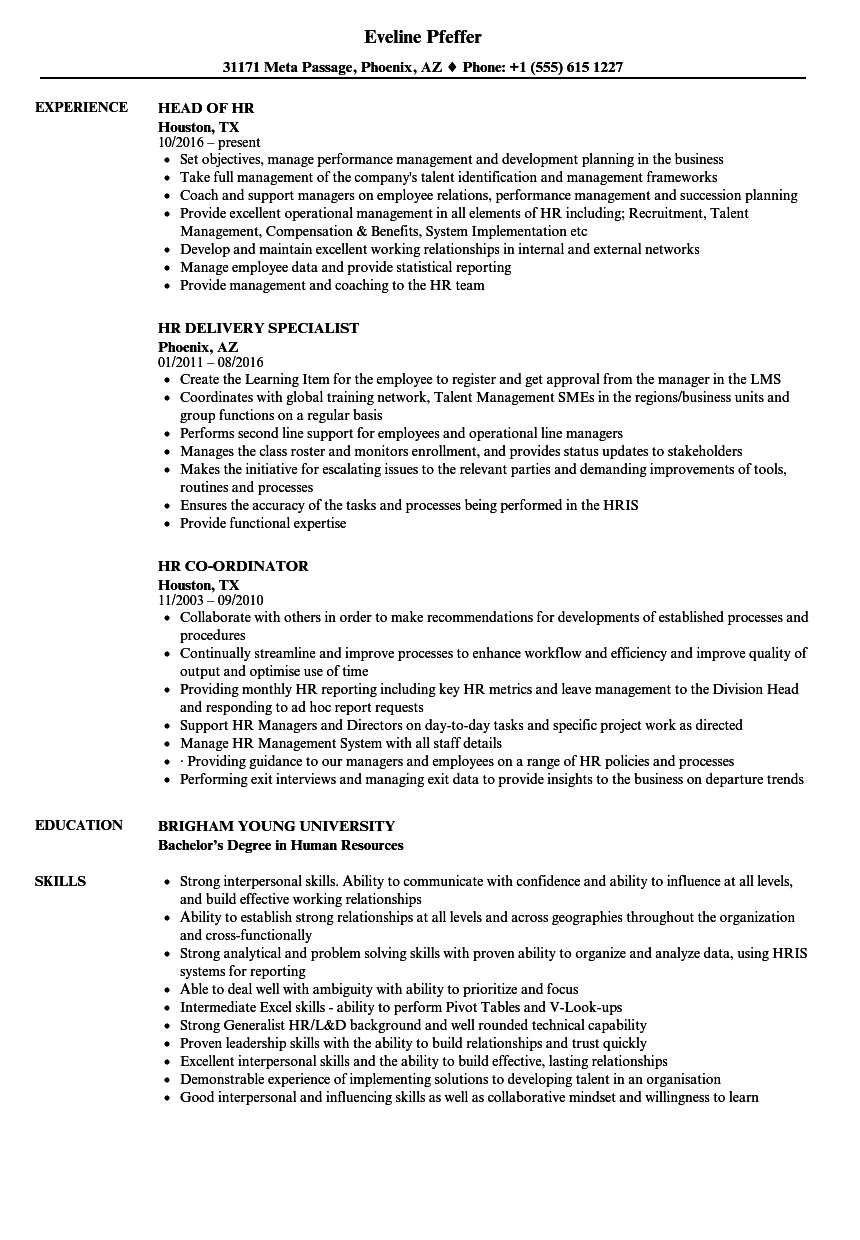 Eveline Pfeffer
31171 Meta Passage, Phoenix, AZ ♦ Phone: +1 (555) 615 1227
EXPERIENCE
HEAD OF HR
Houston, TX
10/2016 – present
• Set objectives, manage performance management and development planning in the business
• Take full management of the company's talent identification and management frameworks
• Coach and support managers on employee relations, performance management and succession planning
• Provide excellent operational management in all elements of HR including; Recruitment, Talent
Management, Compensation & Benefits, System Implementation etc
• Develop and maintain excellent working relationships in internal and external networks
• Manage employee data and provide statistical reporting
• Provide management and coaching to the HR team
HR DELIVERY SPECIALIST
Phoenix, AZ
01/2011 – 08/2016
• Create the Learning Item for the employee to register and get approval from the manager in the LMS
• Coordinates with global training network, Talent Management SMEs in the regions/business units and
group functions on a regular basis
• Performs second line support for employees and operational line managers
• Manages the class roster and monitors enrollment, and provides status updates to stakeholders
• Makes the initiative for escalating issues to the relevant parties and demanding improvements of tools,
routines and processes
• Ensures the accuracy of the tasks and processes being performed in the HRIS
• Provide functional expertise
HR CO-ORDINATOR
Houston, TX
11/2003 – 09/2010
• Collaborate with others in order to make recommendations for developments of established processes and
procedures
• Continually streamline and improve processes to enhance workflow and efficiency and improve quality of
output and optimise use of time
• Providing monthly HR reporting including key HR metrics and leave management to the Division Head
and responding to ad hoc report requests
• Support HR Managers and Directors on day-to-day tasks and specific project work as directed
• Manage HR Management System with all staff details
• · Providing guidance to our managers and employees on a range of HR policies and processes
• Performing exit interviews and managing exit data to provide insights to the business on departure trends
EDUCATION
BRIGHAM YOUNG UNIVERSITY
Bachelor's Degree in Human Resources
SKILLS
• Strong interpersonal skills. Ability to communicate with confidence and ability to influence at all levels,
and build effective working relationships
• Ability to establish strong relationships at all levels and across geographies throughout the organization
and cross-functionally
• Strong analytical and problem solving skills with proven ability to organize and analyze data, using HRIS
systems for reporting
• Able to deal well with ambiguity with ability to prioritize and focus
• Intermediate Excel skills - ability to perform Pivot Tables and V-Look-ups
• Strong Generalist HR/L&D background and well rounded technical capability
• Proven leadership skills with the ability to build relationships and trust quickly
• Excellent interpersonal skills and the ability to build effective, lasting relationships
• Demonstrable experience of implementing solutions to developing talent in an organisation
• Good interpersonal and influencing skills as well as collaborative mindset and willingness to learn